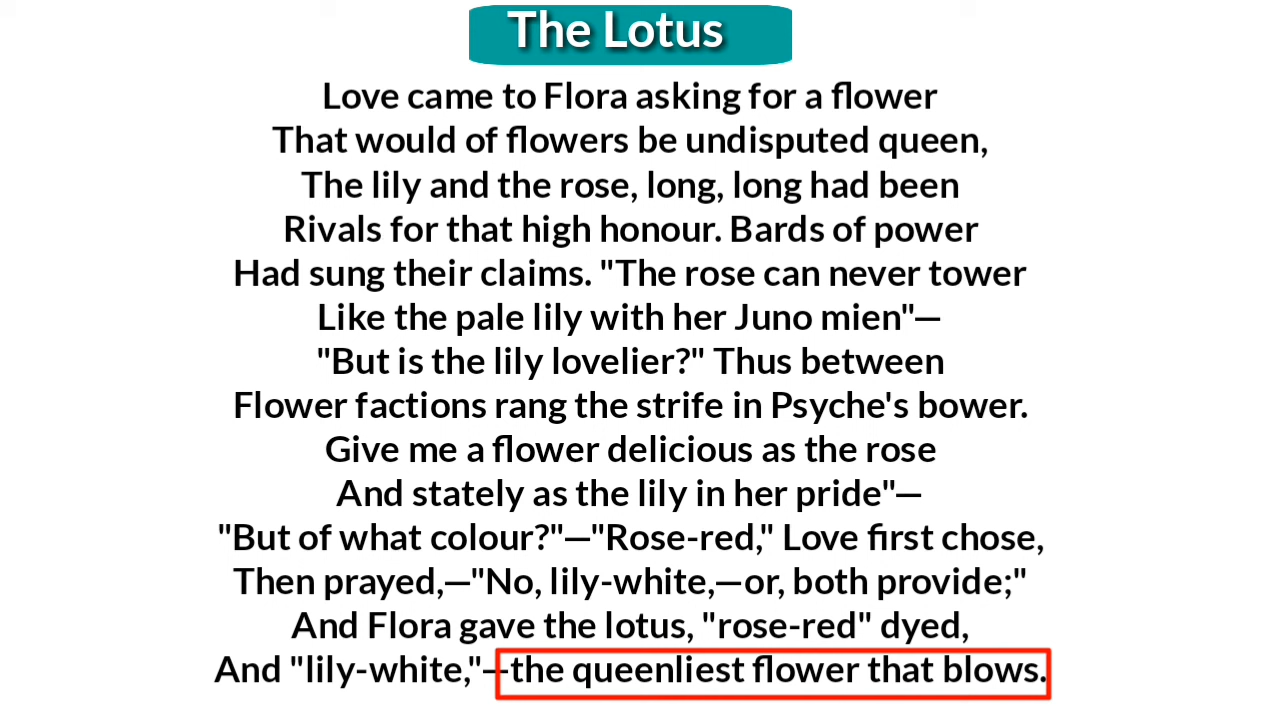 The Lotus
Love came to Flora asking for a flower
That would of flowers be undisputed queen,
The lily and the rose, long, long had been
Rivals for that high honour. Bards of power
Had sung their claims. "The rose can never tower
Like the pale lily with her Juno mien"—
"But is the lily lovelier?" Thus between
Flower factions rang the strife in Psyche's bower.
Give me a flower delicious as the rose
And stately as the lily in her pride"—
"But of what colour?"—"Rose-red," Love first chose,
Then prayed,—"No, lily-white,—or, both provide;"
And Flora gave the lotus, "rose-red" dyed,
And "lily-white,"—the queenliest flower that blows.